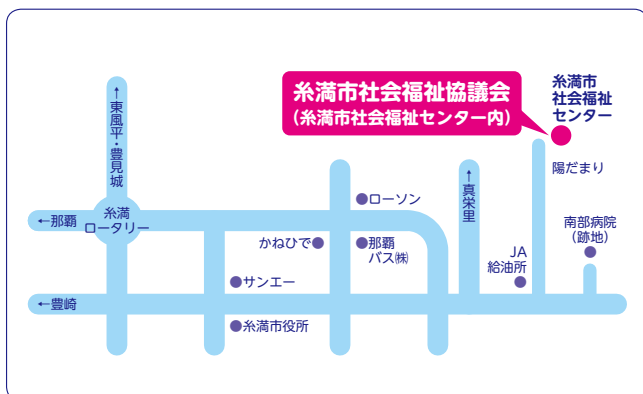 糸満市社会福祉協議会
（糸満市社会福祉センター内）
糸満市
社会福祉
センター
↑東風平・豊見城
陽だまり
↑真栄里
ローソン
←那覇
糸満
ロータリー
かねひで
那覇
バス㈱
南部病院
（跡地）
JA
給油所
サンエー
←豊崎
糸満市役所